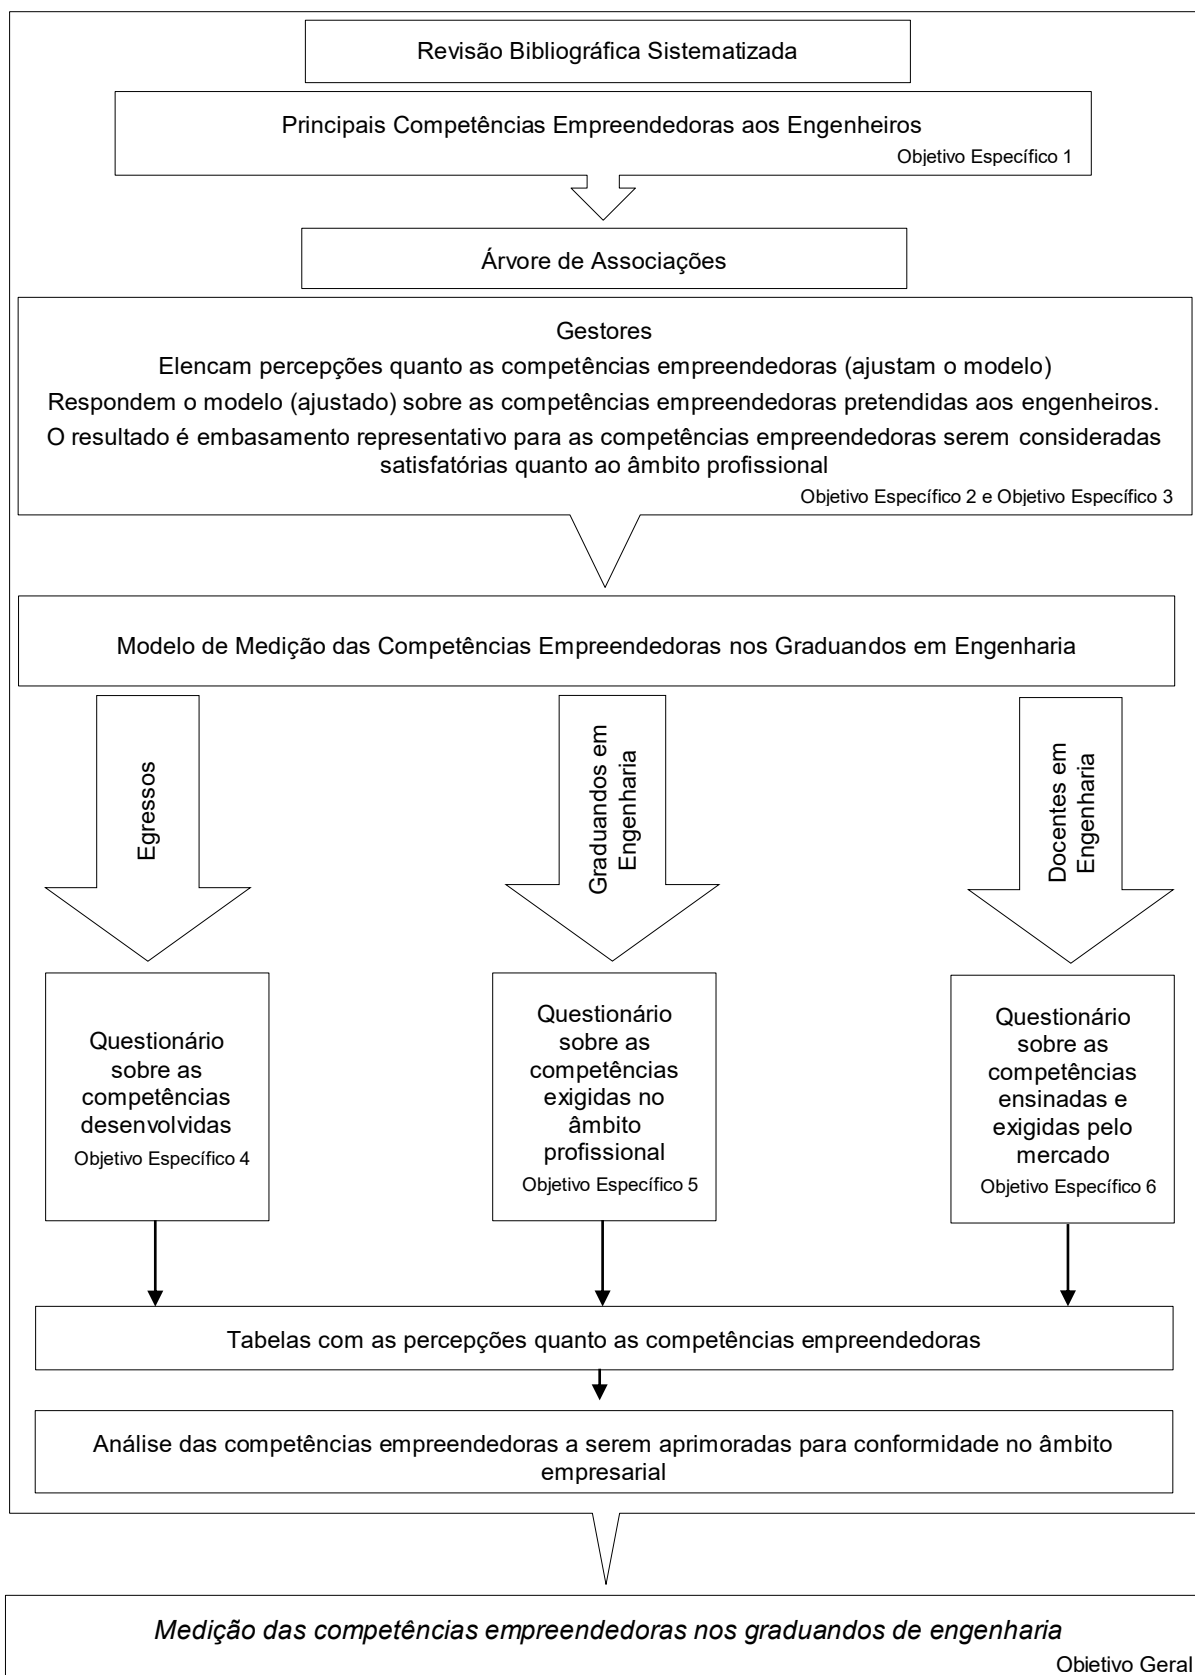 Revisão Bibliográfica Sistematizada
Principais Competências Empreendedoras aos Engenheiros
Objetivo Específico 1
Árvore de Associações
Gestores
Elencam percepções quanto as competências empreendedoras (ajustam o modelo)
Respondem o modelo (ajustado) sobre as competências empreendedoras pretendidas aos engenheiros.
O resultado é embasamento representativo para as competências empreendedoras serem consideradas
satisfatórias quanto ao âmbito profissional
Objetivo Específico 2 e Objetivo Específico 3
Modelo de Medição das Competências Empreendedoras nos Graduandos em Engenharia
Egressos
Graduandos em
Engenharia
Docentes em
Engenharia
Questionário
sobre as
competências
desenvolvidas
Objetivo Específico 4
Questionário
sobre as
competências
exigidas no
âmbito
profissional
Objetivo Específico 5
Questionário
sobre as
competências
ensinadas e
exigidas pelo
mercado
Objetivo Específico 6
Tabelas com as percepções quanto as competências empreendedoras
Análise das competências empreendedoras a serem aprimoradas para conformidade no âmbito
empresarial
Medição das competências empreendedoras nos graduandos de engenharia
Objetivo Geral